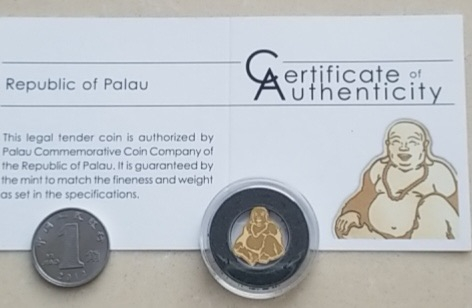 Republic of Palau
This legal tender coin is authorized by
Palau Commemorative Coin Company of
the Republic of Palau. It is guaranteed by
the mint to match the fineness and weight
as set in the specifications.
Certificate of
Authenticity
1